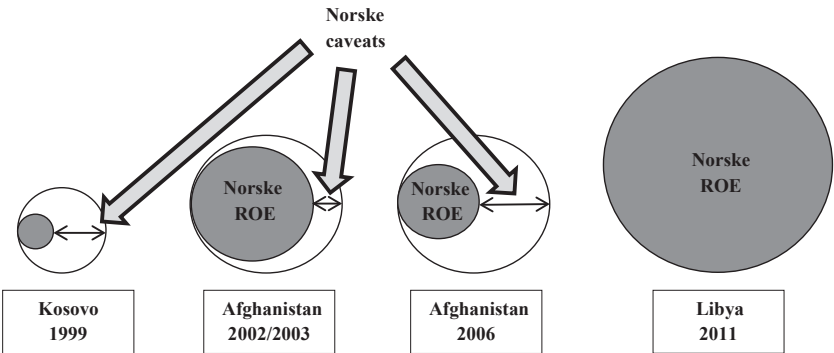 Norske
caveats
Norske
ROE
Norske
ROE
Norske
ROE
Kosovo
1999
Afghanistan
2002/2003
Afghanistan
2006
Libya
2011